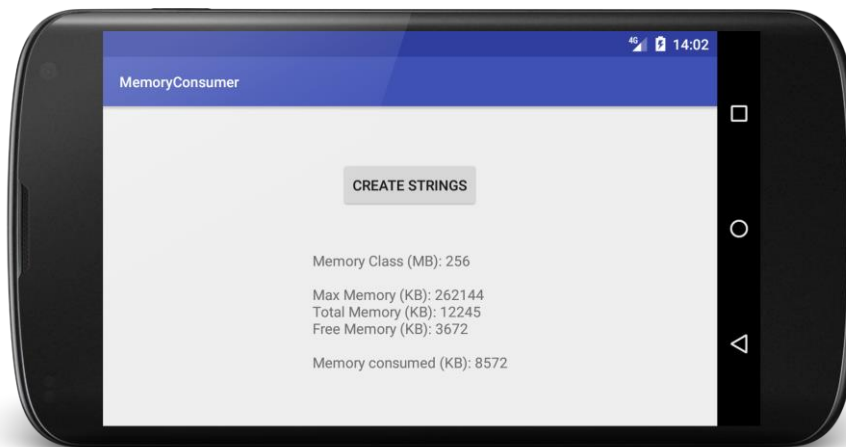 4G 14:02
MemoryConsumer
CREATE STRINGS
Memory Class (MB): 256
Max Memory (KB): 262144
Total Memory (KB): 12245
Free Memory (KB): 3672
Memory consumed (KB): 8572